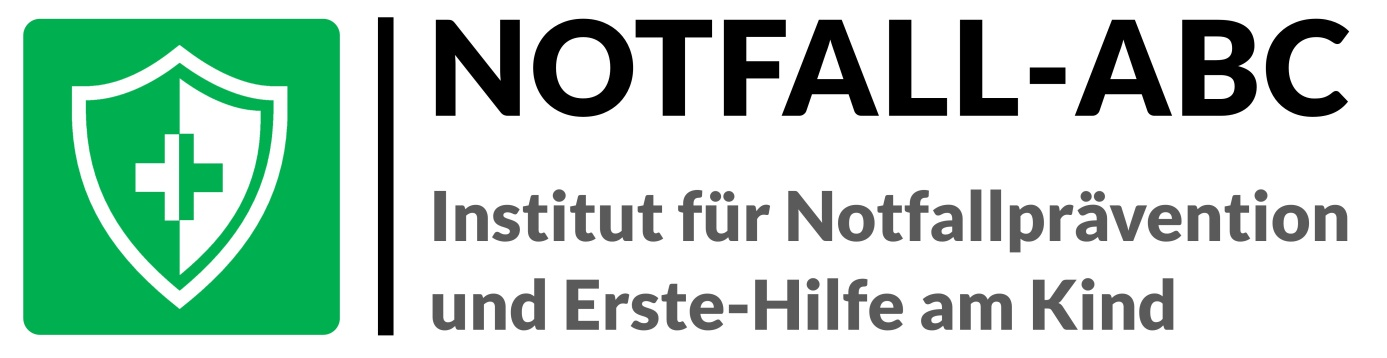 NOTFALL-ABC
Institut für Notfallprävention
und Erste-Hilfe am Kind